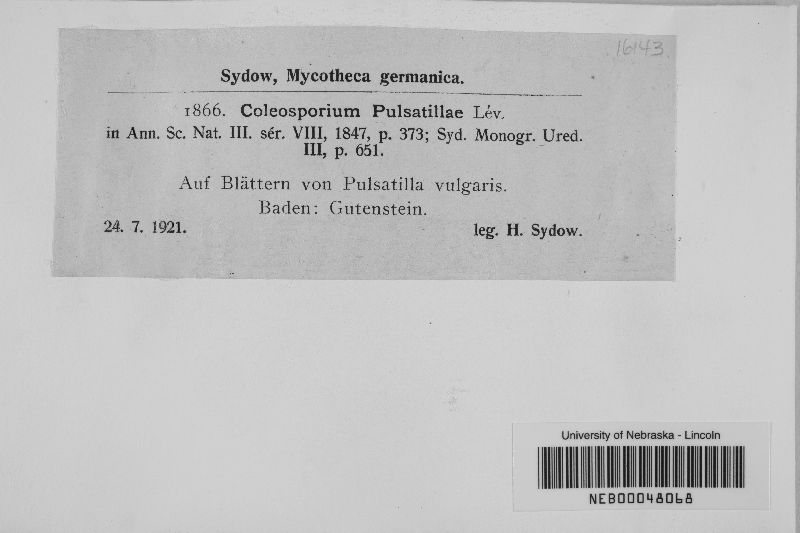 16143
Sydow, Mycotheca germanica.
1866. Coleosporium Pulsatillae Lév.
in Ann. Sc. Nat. III. sér. VIII, 1847, p. 373; Syd. Monogr. Ured.
III, p. 651.
Auf Blättern von Pulsatilla vulgaris.
Baden: Gutenstein.
24. 7. 1921. leg. H. Sydow.
University of Nebraska - Lincoln
NEB00048068